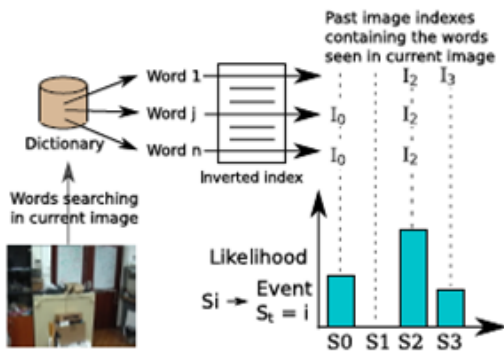 Past image indexes
containing the words
seen in current image
Word 1
I₂ I₃
Word j
I₀ I₂
Dictionary
Word n
I₀ I₂
Inverted index
Words searching
in current image
Likelihood
Si → Event
Sₜ = i
S0 S1 S2 S3